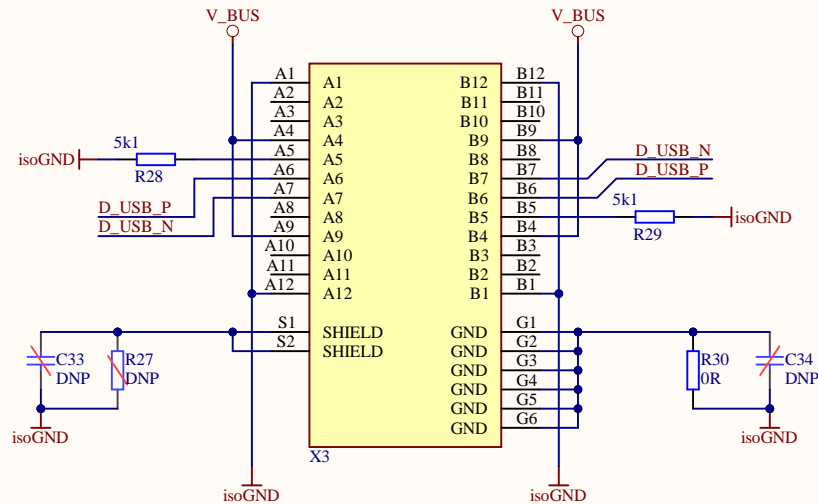 V_BUS V_BUS
A1 A1 B12 B12
A2 A2 B11 B11
A3 A3 B10 B10
A4 A4 B9 B9
5k1 A5 A5 B8 B8 D_USB_N
isoGND R28 A6 A6 B7 B7 D_USB_P
A7 A7 B6 B6
D_USB_P A8 A8 B5 B5 5k1 isoGND
D_USB_N A9 A9 B4 B4 R29
A10 A10 B3 B3
A11 A11 B2 B2
A12 A12 B1 B1
S1 SHIELD GND G1
S2 SHIELD GND G2
C33 R27 GND G3 R30 C34
DNP DNP GND G4 0R DNP
GND G5
isoGND GND G6 isoGND
X3
isoGND isoGND